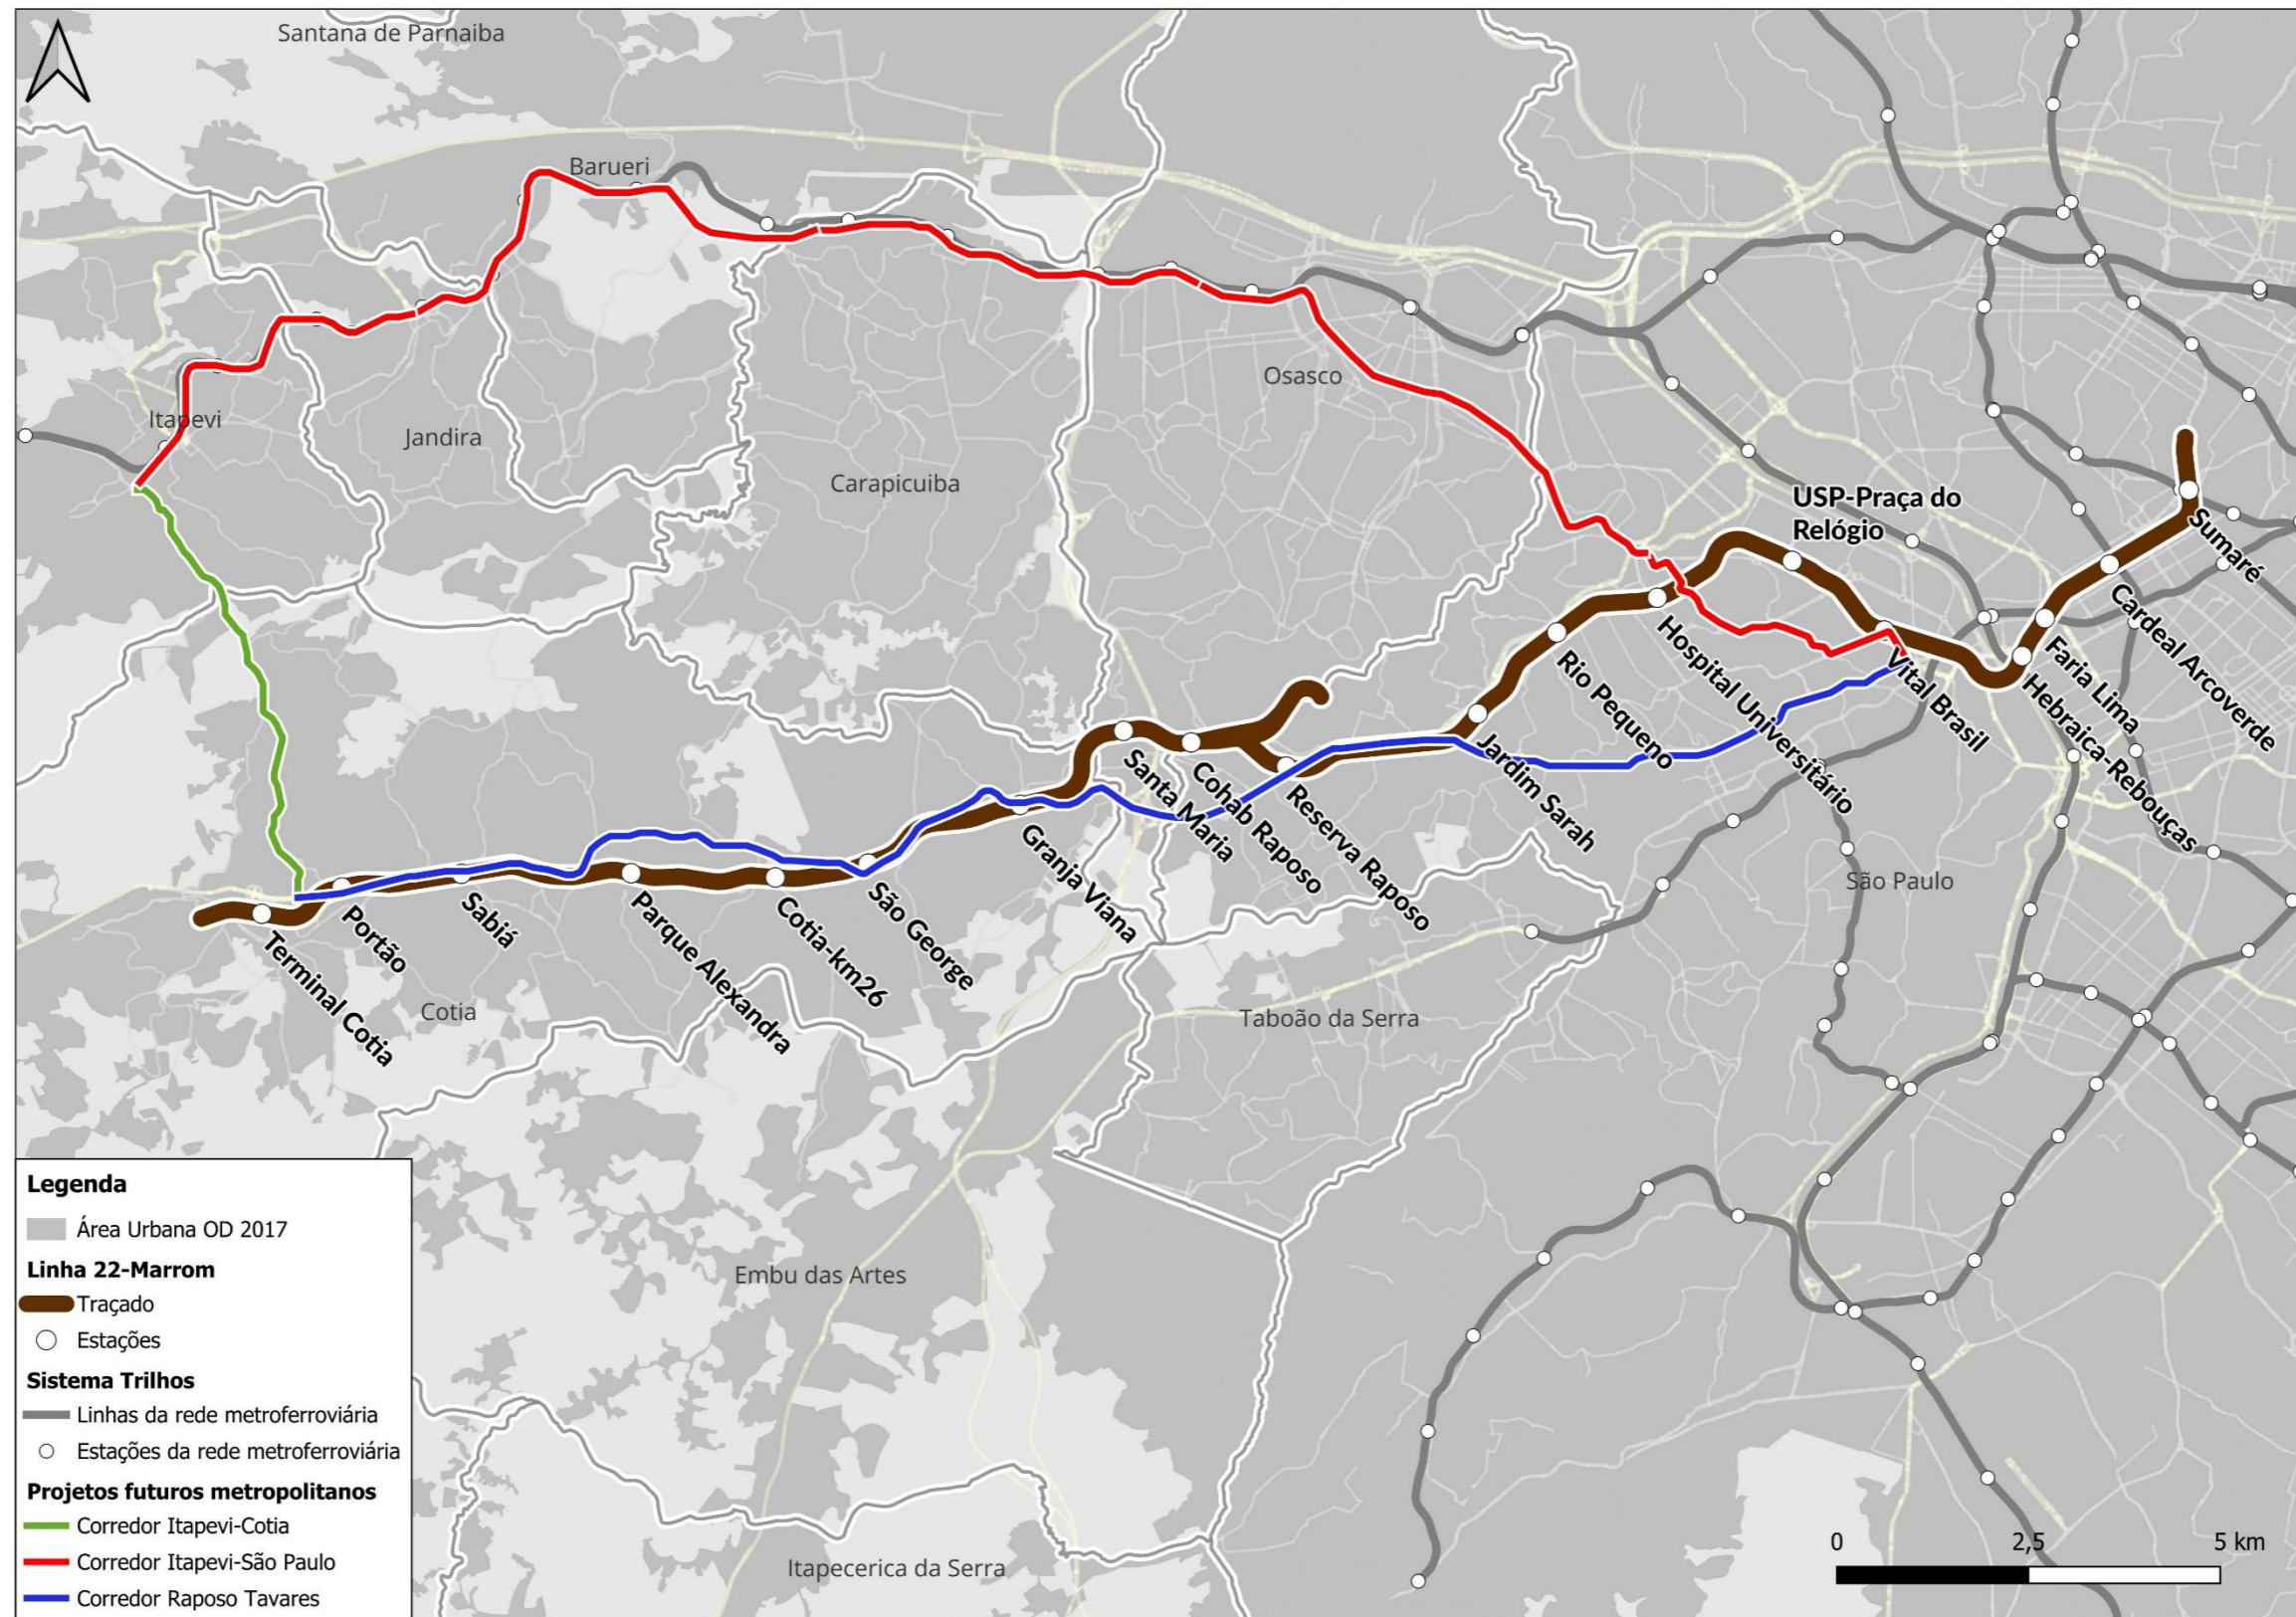 Santana de Parnaiba
Barueri
Osasco
Itapevi
Jandira
Carapicuiba
USP-Praça do
Relógio
Sumaré
Cardeal Arcoverde
Faria Lima
Hebraica-Rebouças
Vital Brasil
Hospital Universitário
Rio Pequeno
Jardim Sarah
Reserva Raposo
Cohab Raposo
Santa Maria
Granja Viana
São George
Cotia-km26
Parque Alexandra
Sabiá
Portão
Terminal Cotia
São Paulo
Cotia
Taboão da Serra
Embu das Artes
Itapecerica da Serra
Legenda
Área Urbana OD 2017
Linha 22-Marrom
Traçado
Estações
Sistema Trilhos
Linhas da rede metroferroviária
Estações da rede metroferroviária
Projetos futuros metropolitanos
Corredor Itapevi-Cotia
Corredor Itapevi-São Paulo
Corredor Raposo Tavares
0 2,5 5 km